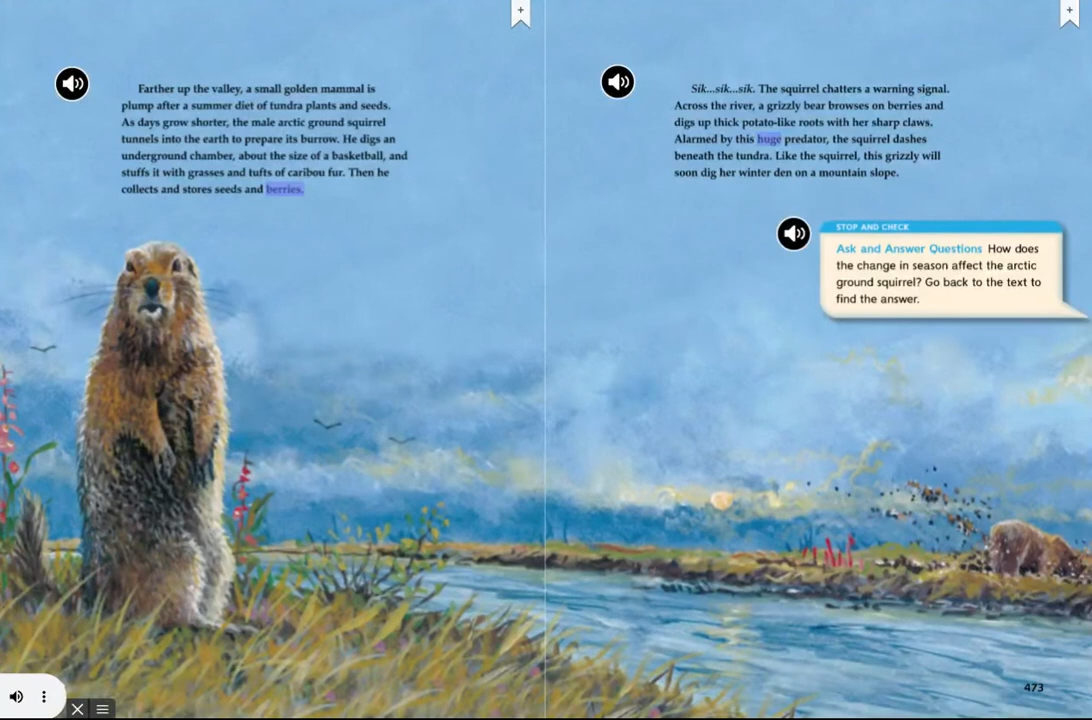 Farther up the valley, a small golden mammal is
plump after a summer diet of tundra plants and seeds.
As days grow shorter, the male arctic ground squirrel
tunnels into the earth to prepare its burrow. He digs an
underground chamber, about the size of a basketball, and
stuffs it with grasses and tufts of caribou fur. Then he
collects and stores seeds and berries.
Sik...sik...sik. The squirrel chatters a warning signal.
Across the river, a grizzly bear browses on berries and
digs up thick potato-like roots with her sharp claws.
Alarmed by this huge predator, the squirrel dashes
beneath the tundra. Like the squirrel, this grizzly will
soon dig her winter den on a mountain slope.
STOP AND CHECK
Ask and Answer Questions How does
the change in season affect the arctic
ground squirrel? Go back to the text to
find the answer.
473